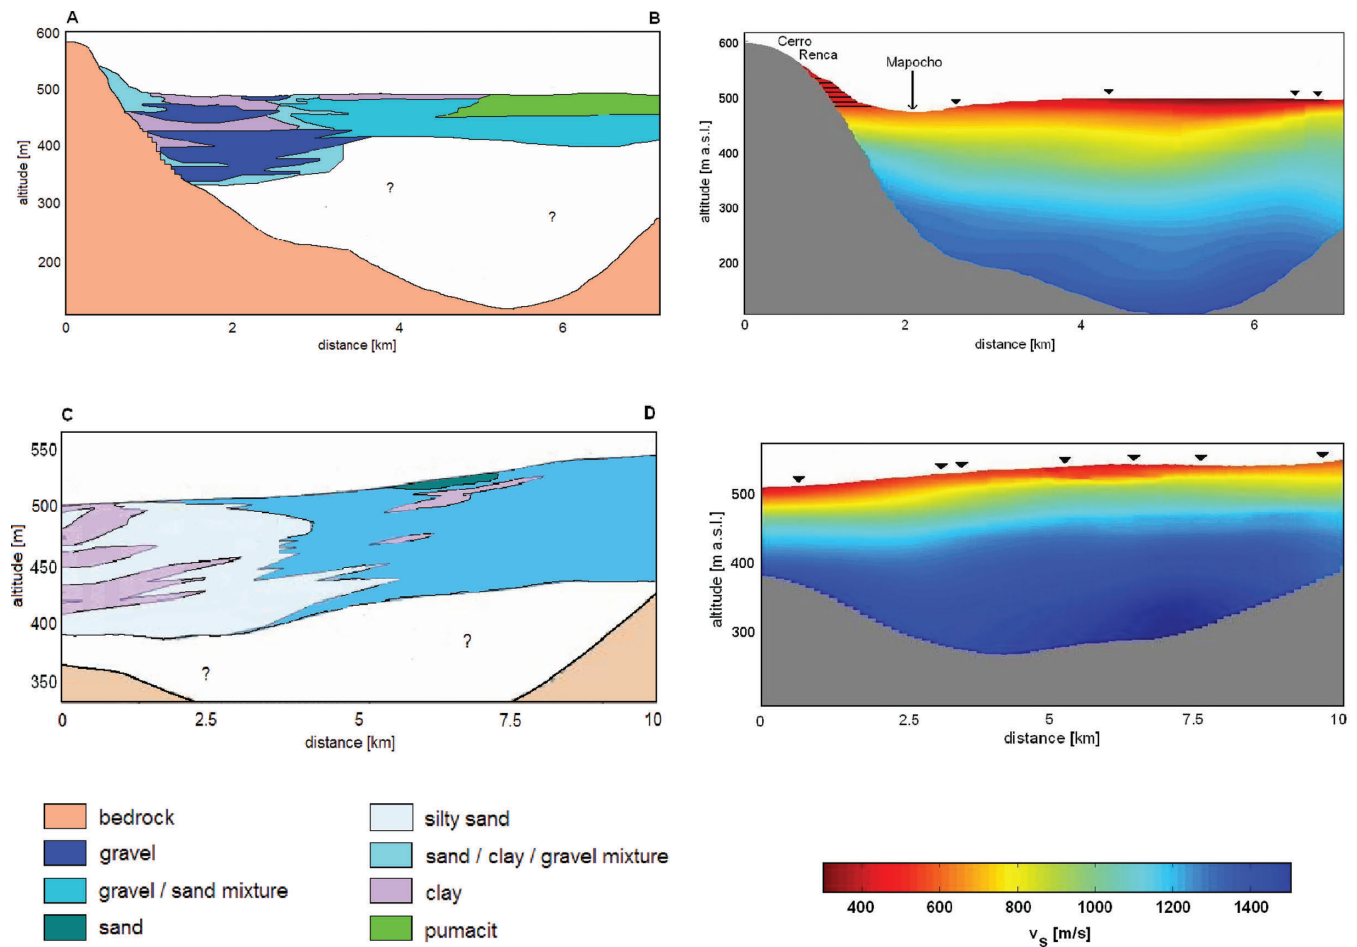 A
B
600
500
400
300
200
altitude [m]
?
?
0
2
4
6
distance [km]
600
500
400
300
200
altitude [m a.s.l.]
Cerro
Renca
Mapocho
0
2
4
6
distance [km]
C
D
550
500
450
400
350
altitude [m]
?
?
0
2.5
5
7.5
10
distance [km]
500
400
300
altitude [m a.s.l.]
0
2.5
5
7.5
10
distance [km]
bedrock
gravel
gravel / sand mixture
sand
silty sand
sand / clay / gravel mixture
clay
pumacit
400
600
800
1000
1200
1400
vs [m/s]